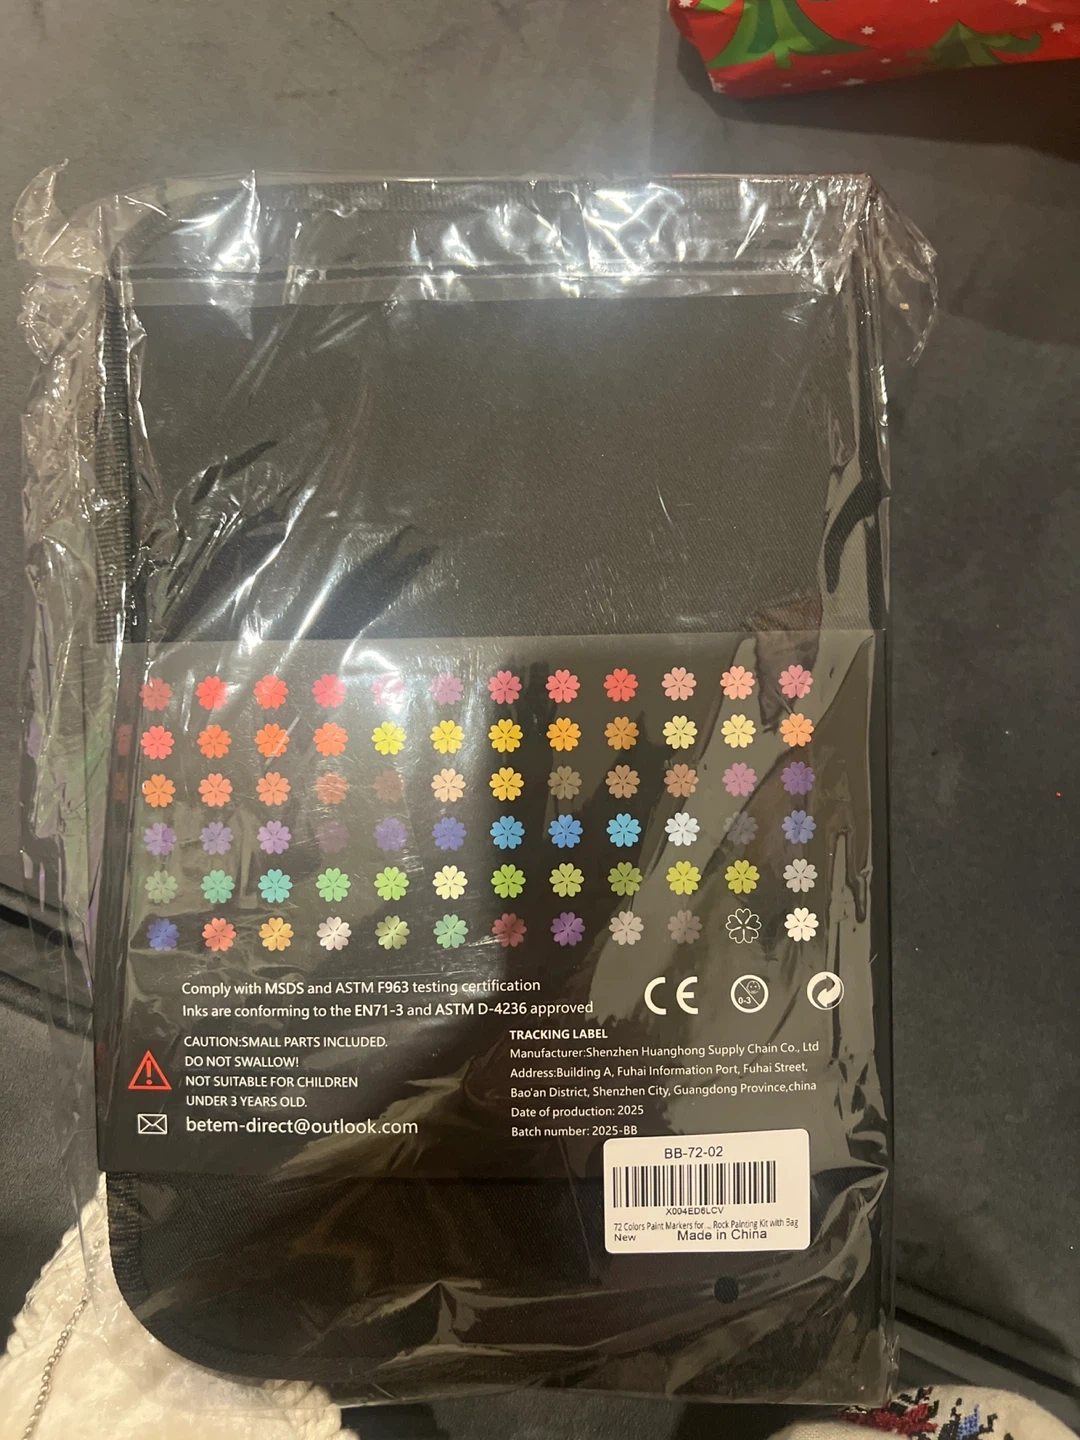 Comply with MSDS and ASTM F963 testing certification
Inks are conforming to the EN71-3 and ASTM D-4236 approved
CE
0-3
CAUTION:SMALL PARTS INCLUDED.
DO NOT SWALLOW!
NOT SUITABLE FOR CHILDREN
UNDER 3 YEARS OLD.
betem-direct@outlook.com
TRACKING LABEL
Manufacturer:Shenzhen Huanghong Supply Chain Co., Ltd
Address:Building A, Fuhai Information Port, Fuhai Street,
Bao'an District, Shenzhen City, Guangdong Province,china
Date of production: 2025
Batch number: 2025-BB
BB-72-02
X004ED6LCV
72 Colors Paint Markers for... Rock Painting Kit with Bag
New
Made in China